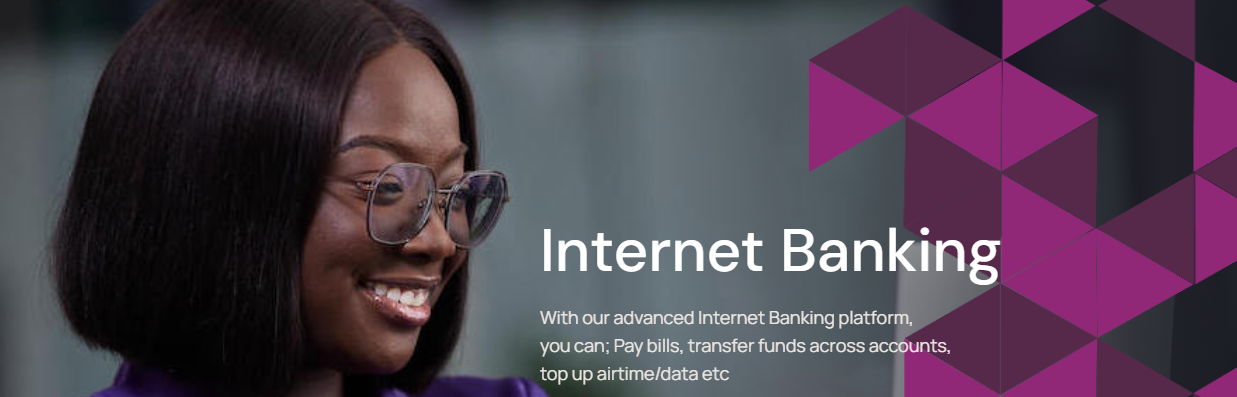 Internet Banking
With our advanced Internet Banking platform,
you can; Pay bills, transfer funds across accounts,
top up airtime/data etc